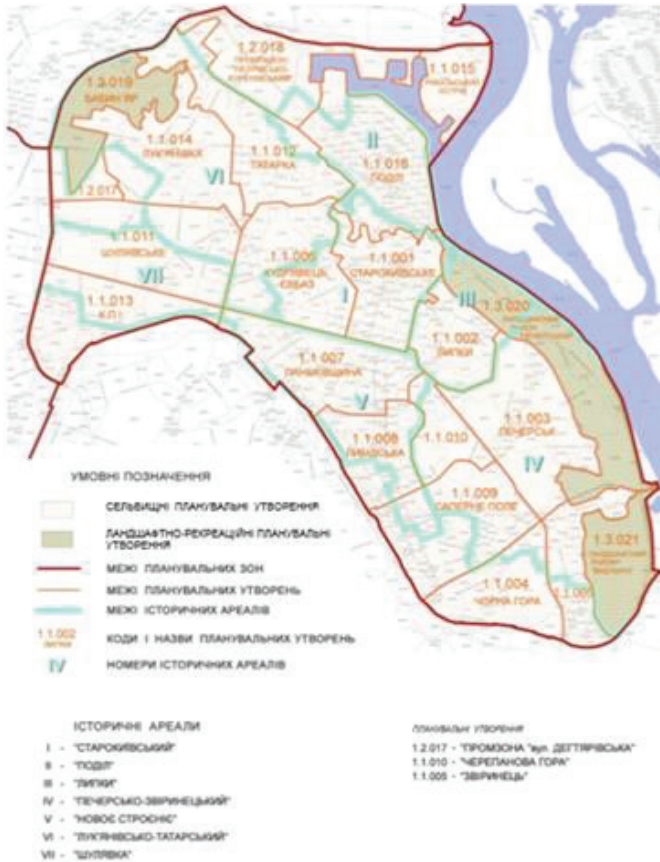 1.2.018
1.1.015
1.3.019
БАБИН ЯР
1.1.014
ЛУК'ЯНІВКА
1.1.012
ТАТАРКА
II
1.1.016
ПОДІЛ
VI
1.2.017
1.1.011
ШУЛЯВСЬКЕ
VII
1.1.006
КУДРЯВЕЦЬ
ЄВБАЗ
1.1.001
СТАРОКИЇВСЬКЕ
I
III
1.3.020
1.1.013
К.П.І
1.1.002
ЛИПКИ
1.1.007
ПАНЬКІВЩИНА
V
1.1.008
1.1.010
1.1.003
ПЕЧЕРСЬК
IV
1.1.009
САПЕРНЕ ПОЛЕ
1.3.021
1.1.004
ЧОРНА ГОРА
1.1.005
УМОВНІ ПОЗНАЧЕННЯ
СЕЛЬБИЩНІ ПЛАНУВАЛЬНІ УТВОРЕННЯ
ЛАНДШАФТНО-РЕКРЕАЦІЙНІ ПЛАНУВАЛЬНІ
УТВОРЕННЯ
МЕЖІ ПЛАНУВАЛЬНИХ ЗОН
МЕЖІ ПЛАНУВАЛЬНИХ УТВОРЕНЬ
МЕЖІ ІСТОРИЧНИХ АРЕАЛІВ
1.1.002
ЛИПКИ
КОДИ І НАЗВИ ПЛАНУВАЛЬНИХ УТВОРЕНЬ
IV
НОМЕРИ ІСТОРИЧНИХ АРЕАЛІВ
ІСТОРИЧНІ АРЕАЛИ
I - "СТАРОКИЇВСЬКИЙ"
II - "ПОДІЛ"
III - "ЛИПКИ"
IV - "ПЕЧЕРСЬКО-ЗВІРИНЕЦЬКИЙ"
V - "НОВОЄ СТРОЄНІЄ"
VI - "ЛУК'ЯНІВСЬКО-ТАТАРСЬКИЙ"
VII - "ШУЛЯВКА"
ПЛАНУВАЛЬНІ УТВОРЕННЯ
1.2.017 - "ПРОМЗОНА "вул. ДЕГТЯРІВСЬКА"
1.1.010 - "ЧЕРЕПАНОВА ГОРА"
1.1.005 - "ЗВІРИНЕЦЬ"